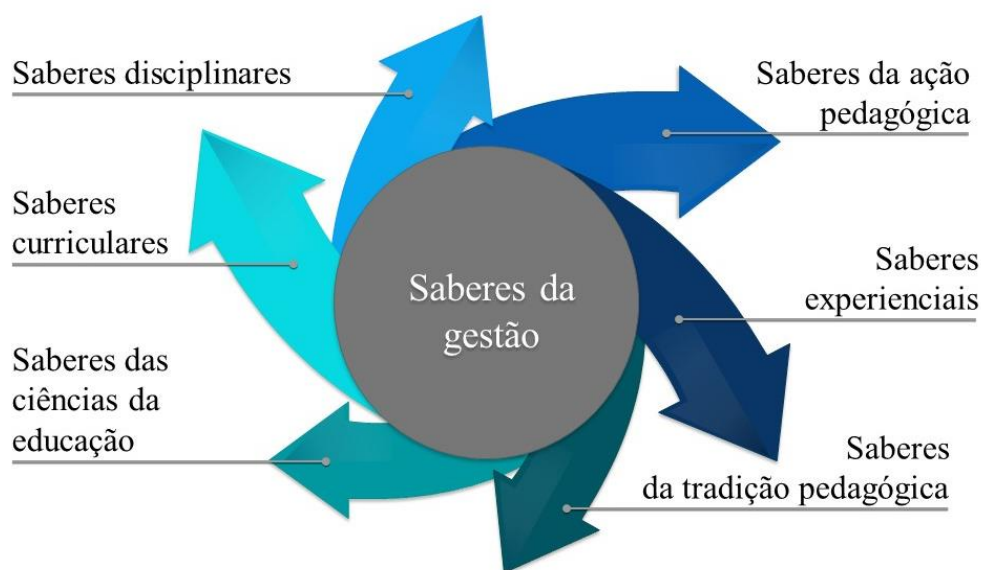 Saberes disciplinares
Saberes
curriculares
Saberes das
ciências da
educação
Saberes da
gestão
Saberes da ação
pedagógica
Saberes
experienciais
Saberes
da tradição pedagógica